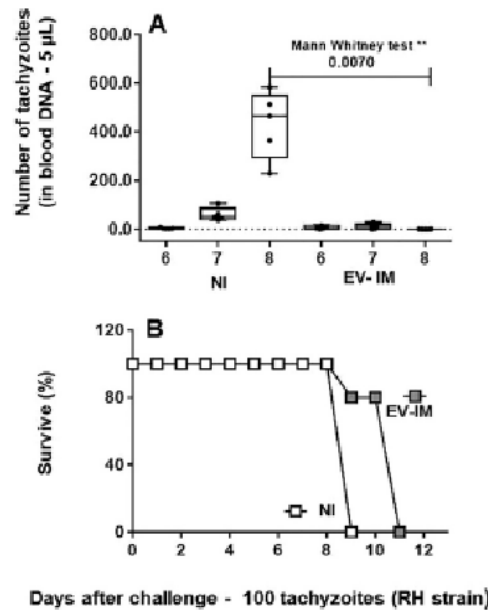 A
Number of tachyzoites
(in blood DNA - 5 µL)
800.0
600.0
400.0
200.0
0.0
Mann Whitney test **
0.0070
6 7 8 6 7 8
NI EV- IM
B
Survive (%)
120
80
40
0
EV-IM
NI
0 2 4 6 8 10 12
Days after challenge - 100 tachyzoites (RH strain)